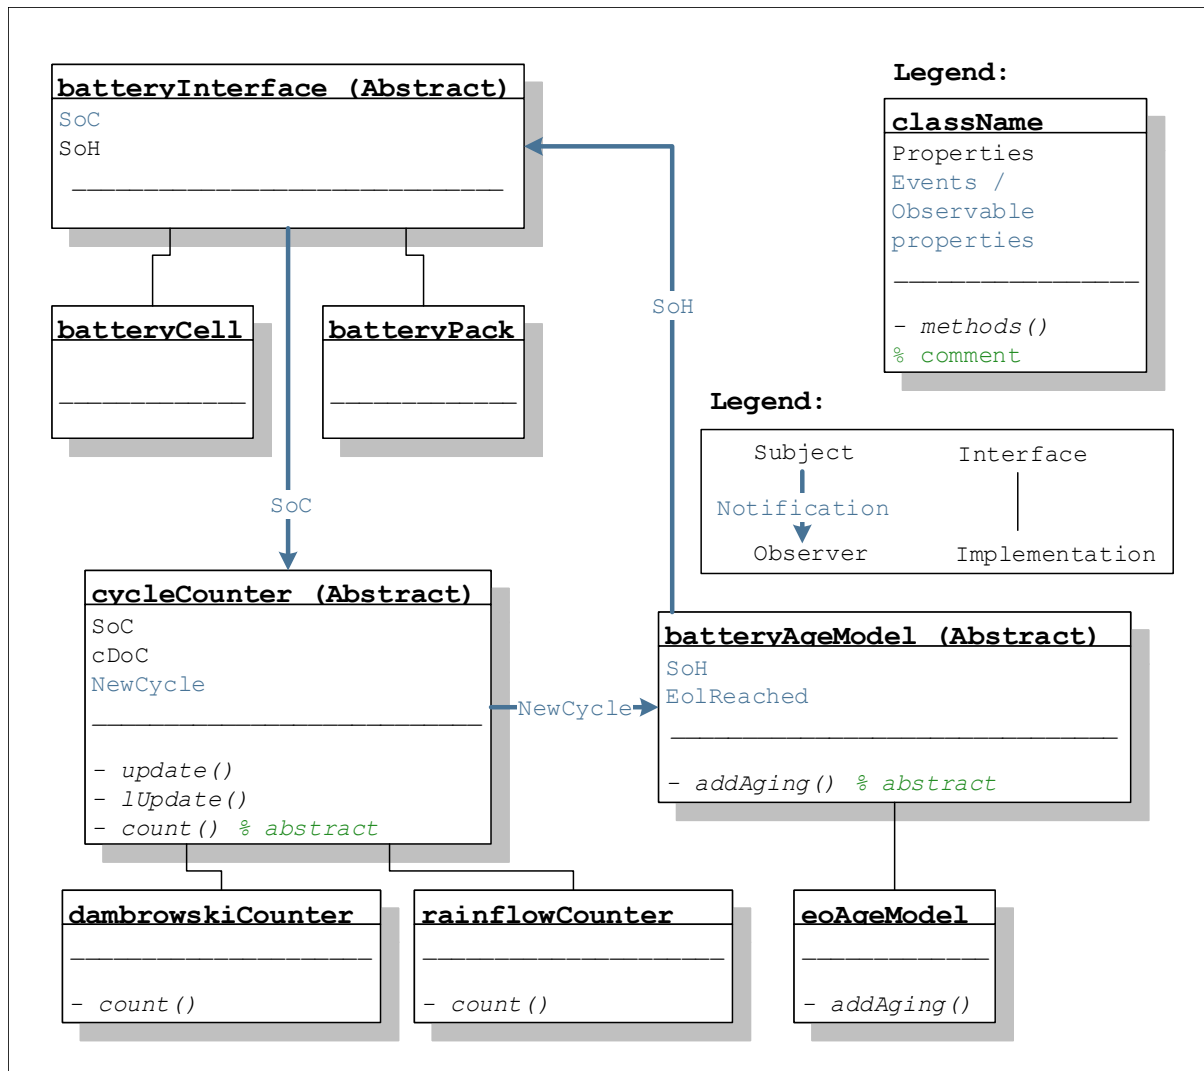 batteryInterface (Abstract)
SoC
SoH
Legend:
className
Properties
Events /
Observable
properties
- methods()
% comment
batteryCell
batteryPack
SoH
Legend:
Subject
Notification
Observer
Interface
Implementation
SoC
cycleCounter (Abstract)
SoC
cDoC
NewCycle
- update()
- lUpdate()
- count() % abstract
NewCycle
batteryAgeModel (Abstract)
SoH
EolReached
- addAging() % abstract
dambrowskiCounter
- count()
rainflowCounter
- count()
eoAgeModel
- addAging()